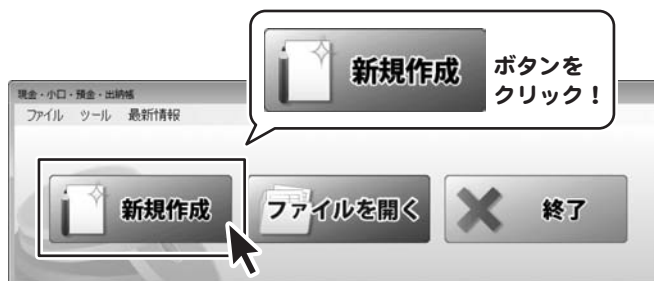 新規作成
ボタンを
クリック！
現金・小口・預金・出納帳
ファイル ツール 最新情報
新規作成
ファイルを開く
終了